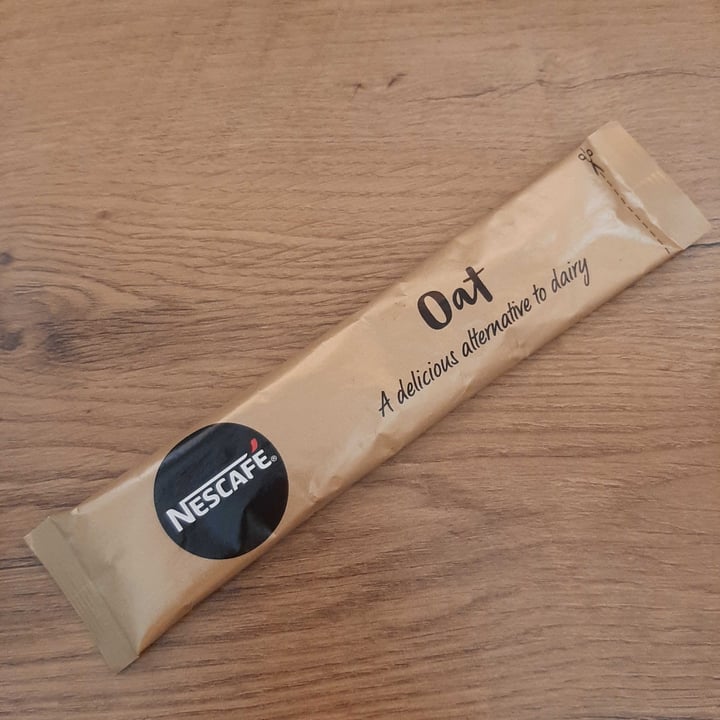 Oat
A delicious alternative to dairy
NESCAFÉ®